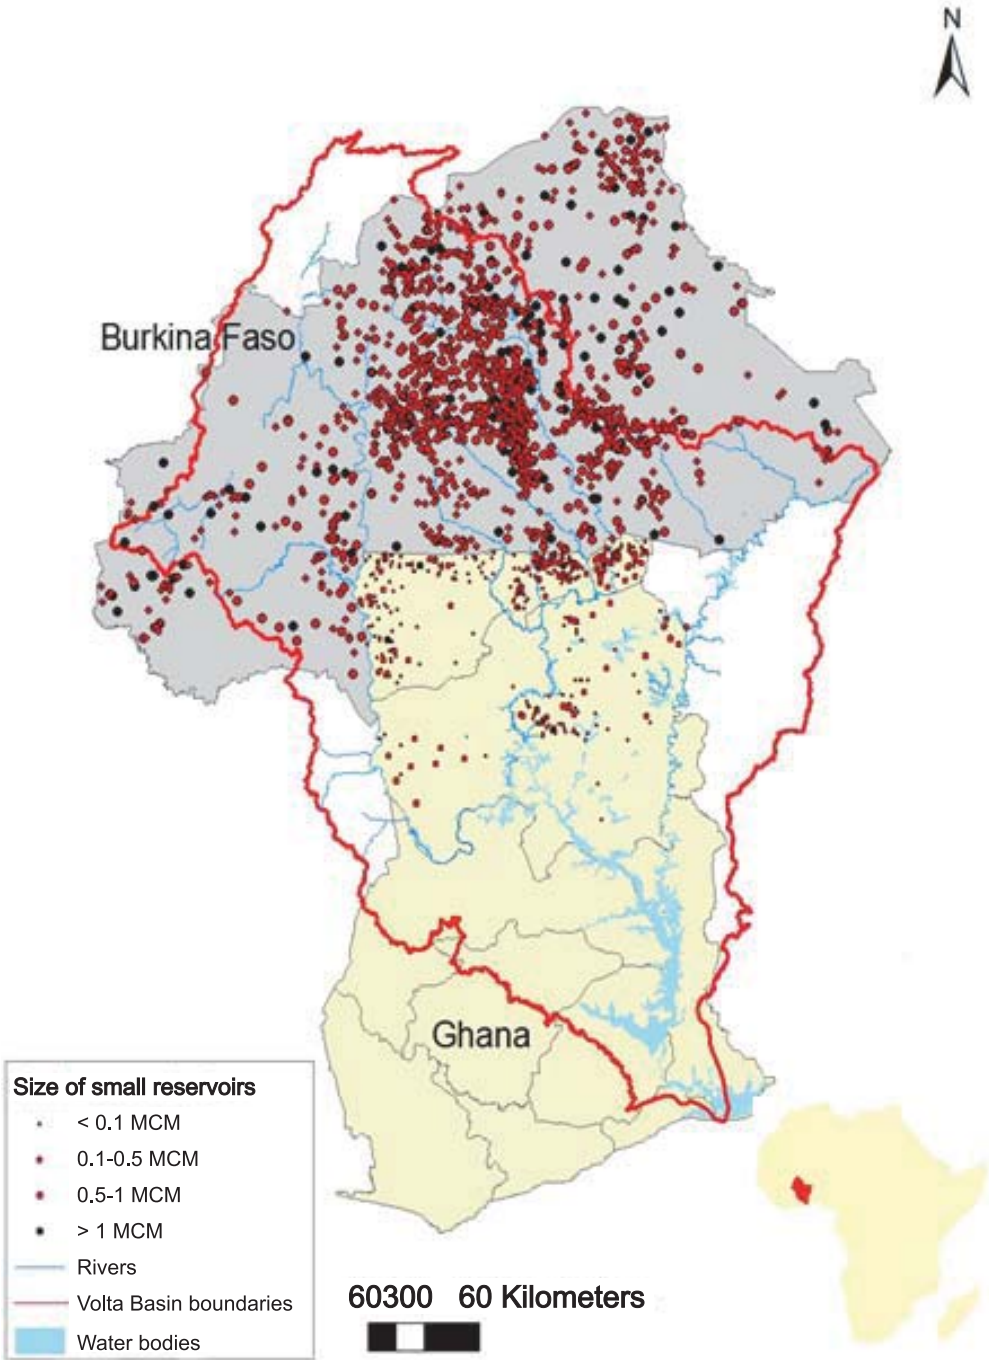 N
Burkina Faso
Ghana
Size of small reservoirs
< 0.1 MCM
0.1-0.5 MCM
0.5-1 MCM
> 1 MCM
Rivers
Volta Basin boundaries
Water bodies
60300 60 Kilometers